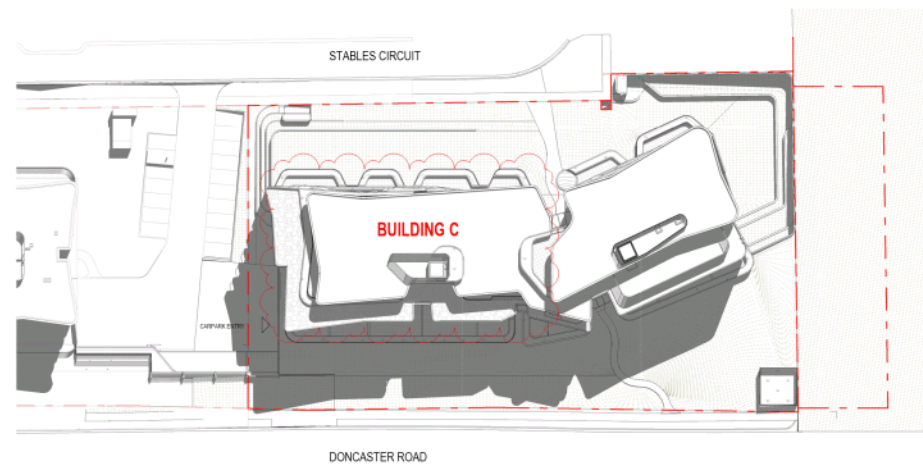 STABLES CIRCUIT
BUILDING C
CARPARK ENTRY
DONCASTER ROAD